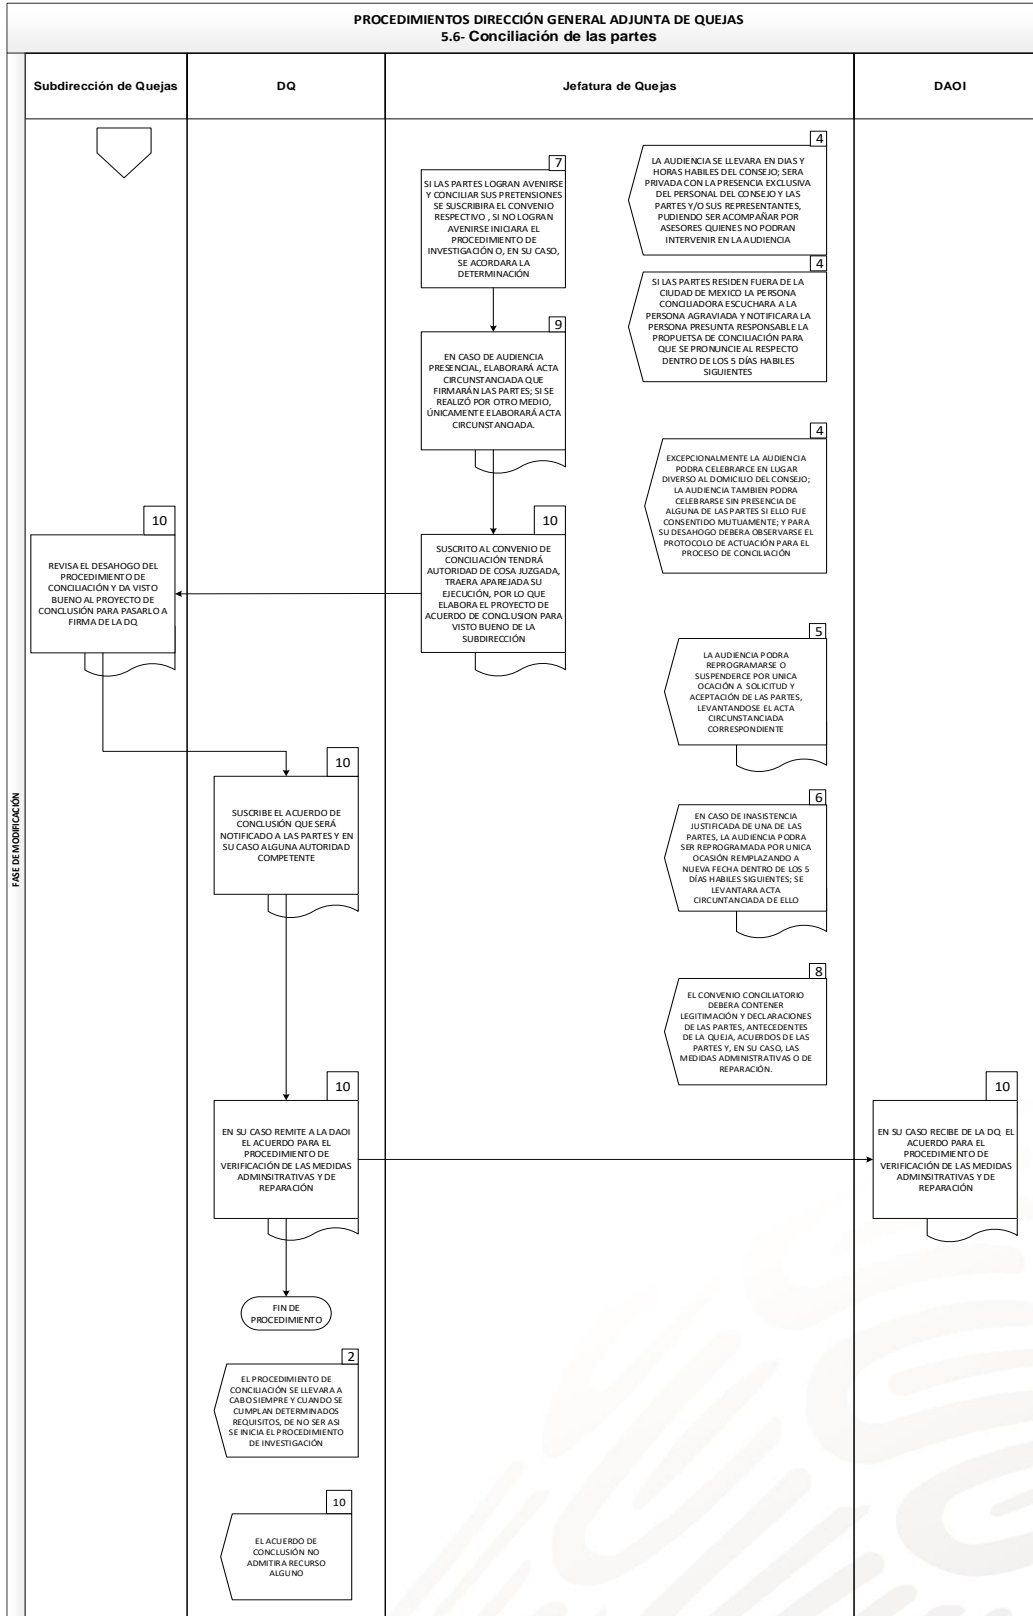 PROCEDIMIENTOS DIRECCIÓN GENERAL ADJUNTA DE QUEJAS
5.6- Conciliación de las partes
Subdirección de Quejas
DQ
Jefatura de Quejas
DAOI
FASE DE MODIFICACIÓN
7
SI LAS PARTES LOGRAN AVENIRSE
Y CONCILIAR SUS PRETENSIONES
SE SUSCRIBIRA EL CONVENIO
RESPECTIVO , SI NO LOGRAN
AVENIRSE INICIARA EL
PROCEDIMIENTO DE
INVESTIGACIÓN O, EN SU CASO,
SE ACORDARA LA
DETERMINACIÓN
4
LA AUDIENCIA SE LLEVARA EN DIAS Y
HORAS HABILES DEL CONSEJO; SERA
PRIVADA CON LA PRESENCIA EXCLUSIVA
DEL PERSONAL DEL CONSEJO Y LAS
PARTES Y/O SUS REPRESENTANTES,
PUDIENDO SER ACOMPAÑAR POR
ASESORES QUIENES NO PODRAN
INTERVENIR EN LA AUDIENCIA
4
SI LAS PARTES RESIDEN FUERA DE LA
CIUDAD DE MEXICO LA PERSONA
CONCILIADORA ESCUCHARA A LA
PERSONA AGRAVIADA Y NOTIFICARA LA
PERSONA PRESUNTA RESPONSABLE LA
PROPUETSA DE CONCILIACIÓN PARA
QUE SE PRONUNCIE AL RESPECTO
DENTRO DE LOS 5 DÍAS HABILES
SIGUIENTES
9
EN CASO DE AUDIENCIA
PRESENCIAL, ELABORARÁ ACTA
CIRCUNSTANCIADA QUE
FIRMARÁN LAS PARTES; SI SE
REALIZÓ POR OTRO MEDIO,
ÚNICAMENTE ELABORARÁ ACTA
CIRCUNSTANCIADA.
4
EXCEPCIONALMENTE LA AUDIENCIA
PODRA CELEBRARCE EN LUGAR
DIVERSO AL DOMICILIO DEL CONSEJO;
LA AUDIENCIA TAMBIEN PODRA
CELEBRARSE SIN PRESENCIA DE
ALGUNA DE LAS PARTES SI ELLO FUE
CONSENTIDO MUTUAMENTE; Y PARA
SU DESAHOGO DEBERA OBSERVARSE EL
PROTOCOLO DE ACTUACIÓN PARA EL
PROCESO DE CONCILIACIÓN
10
REVISA EL DESAHOGO DEL
PROCEDIMIENTO DE
CONCILIACIÓN Y DA VISTO
BUENO AL PROYECTO DE
CONCLUSIÓN PARA PASARLO A
FIRMA DE LA DQ
10
SUSCRITO AL CONVENIO DE
CONCILIACIÓN TENDRÁ
AUTORIDAD DE COSA JUZGADA,
TRAERA APAREJADA SU
EJECUCIÓN, POR LO QUE
ELABORA EL PROYECTO DE
ACUERDO DE CONCLUSION PARA
VISTO BUENO DE LA
SUBDIRECCIÓN
5
LA AUDIENCIA PODRA
REPROGRAMARSE O
SUSPENDERCE POR UNICA
OCACIÓN A SOLICITUD Y
ACEPTACIÓN DE LAS PARTES,
LEVANTANDOSE EL ACTA
CIRCUNSTANCIADA
CORRESPONDIENTE
10
SUSCRIBE EL ACUERDO DE
CONCLUSIÓN QUE SERÁ
NOTIFICADO A LAS PARTES Y EN
SU CASO ALGUNA AUTORIDAD
COMPETENTE
6
EN CASO DE INASISTENCIA
JUSTIFICADA DE UNA DE LAS
PARTES, LA AUDIENCIA PODRA
SER REPROGRAMADA POR UNICA
OCASIÓN REMPLAZANDO A
NUEVA FECHA DENTRO DE LOS 5
DÍAS HABILES SIGUIENTES; SE
LEVANTARA ACTA
CIRCUNTANCIADA DE ELLO
8
EL CONVENIO CONCILIATORIO
DEBERA CONTENER
LEGITIMACIÓN Y DECLARACIONES
DE LAS PARTES, ANTECEDENTES
DE LA QUEJA, ACUERDOS DE LAS
PARTES Y, EN SU CASO, LAS
MEDIDAS ADMINISTRATIVAS O DE
REPARACIÓN.
10
EN SU CASO REMITE A LA DAOI
EL ACUERDO PARA EL
PROCEDIMIENTO DE
VERIFICACIÓN DE LAS MEDIDAS
ADMINSITRATIVAS Y DE
REPARACIÓN
10
EN SU CASO RECIBE DE LA DQ EL
ACUERDO PARA EL
PROCEDIMIENTO DE
VERIFICACIÓN DE LAS MEDIDAS
ADMINSITRATIVAS Y DE
REPARACIÓN
FIN DE
PROCEDIMIENTO
2
EL PROCEDIMIENTO DE
CONCILIACIÓN SE LLEVARA A
CABO SIEMPRE Y CUANDO SE
CUMPLAN DETERMINADOS
REQUISITOS, DE NO SER ASI
SE INICIA EL PROCEDIMIENTO
DE INVESTIGACIÓN
10
EL ACUERDO DE
CONCLUSIÓN NO
ADMITIRA RECURSO
ALGUNO